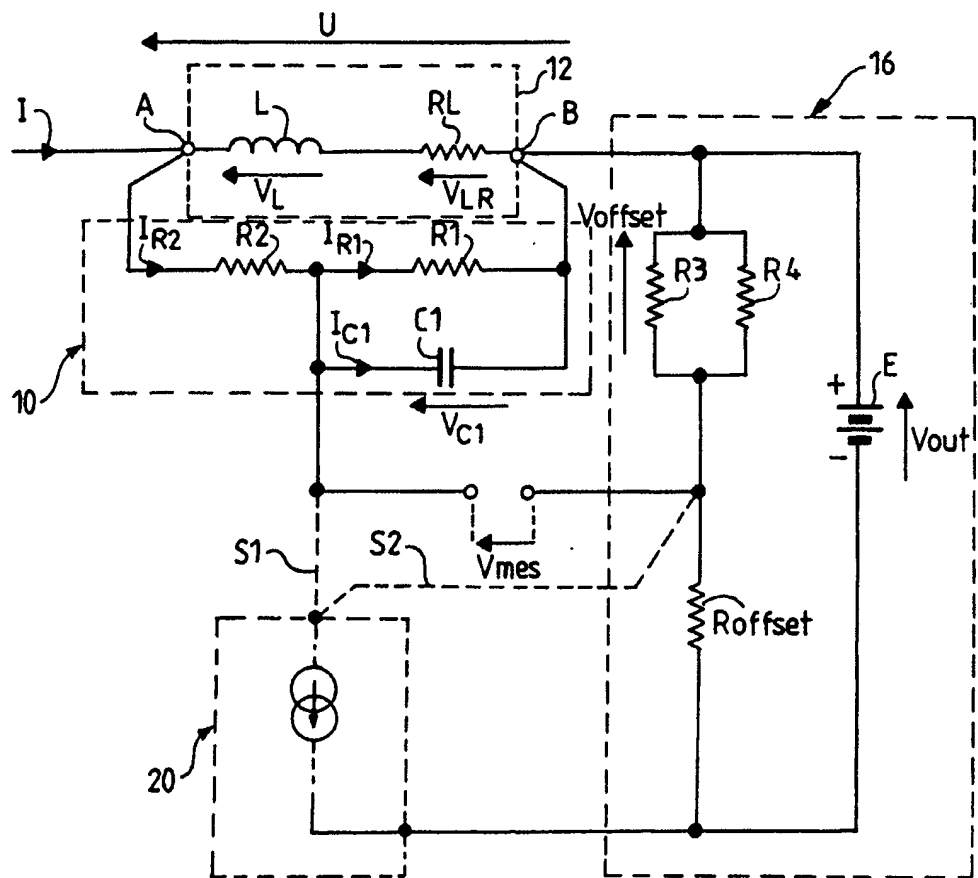 U
12
16
I
A
L
RL
B
VL
VLR
Voffset
IR2
R2
IR1
R1
R3
R4
IC1
C1
10
VC1
+
E
-
Vout
S1
S2
Vmes
Roffset
20